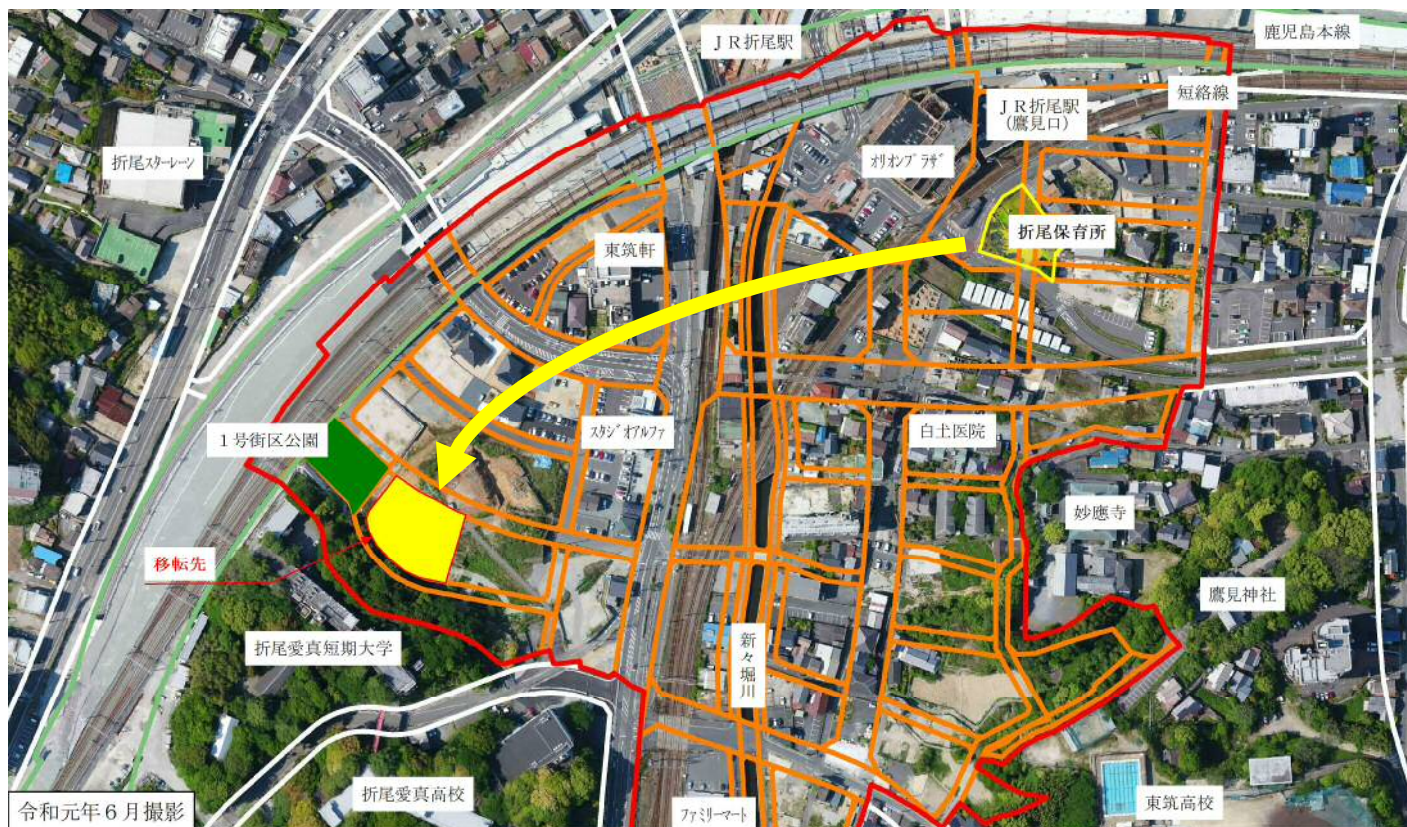 JR折尾駅
鹿児島本線
短絡線
JR折尾駅
(鷹見口)
折尾スターレーン
オリオンプラザ
折尾保育所
東筑軒
1号街区公園
スタジオアルファ
白土医院
妙應寺
移転先
鷹見神社
折尾愛真短期大学
新々堀川
折尾愛真高校
東筑高校
令和元年6月撮影
ファミリーマート